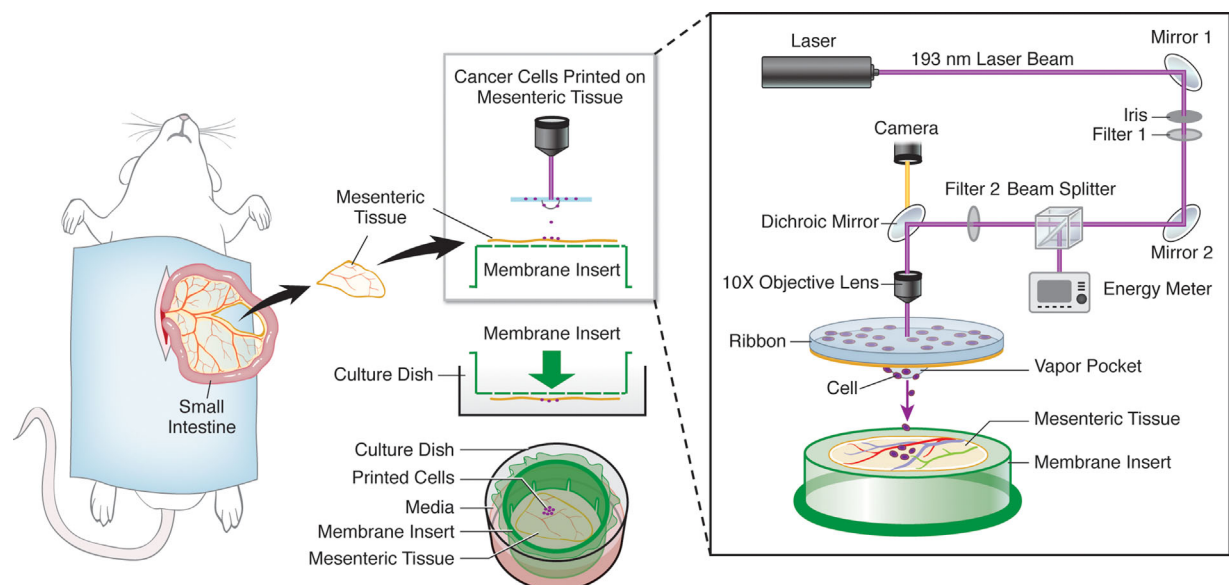 Small
Intestine
Mesenteric
Tissue
Cancer Cells Printed on
Mesenteric Tissue
Membrane Insert
Membrane Insert
Culture Dish
Culture Dish
Printed Cells
Media
Membrane Insert
Mesenteric Tissue
Laser
193 nm Laser Beam
Mirror 1
Iris
Filter 1
Camera
Filter 2 Beam Splitter
Dichroic Mirror
Mirror 2
10X Objective Lens
Energy Meter
Ribbon
Vapor Pocket
Cell
Mesenteric Tissue
Membrane Insert